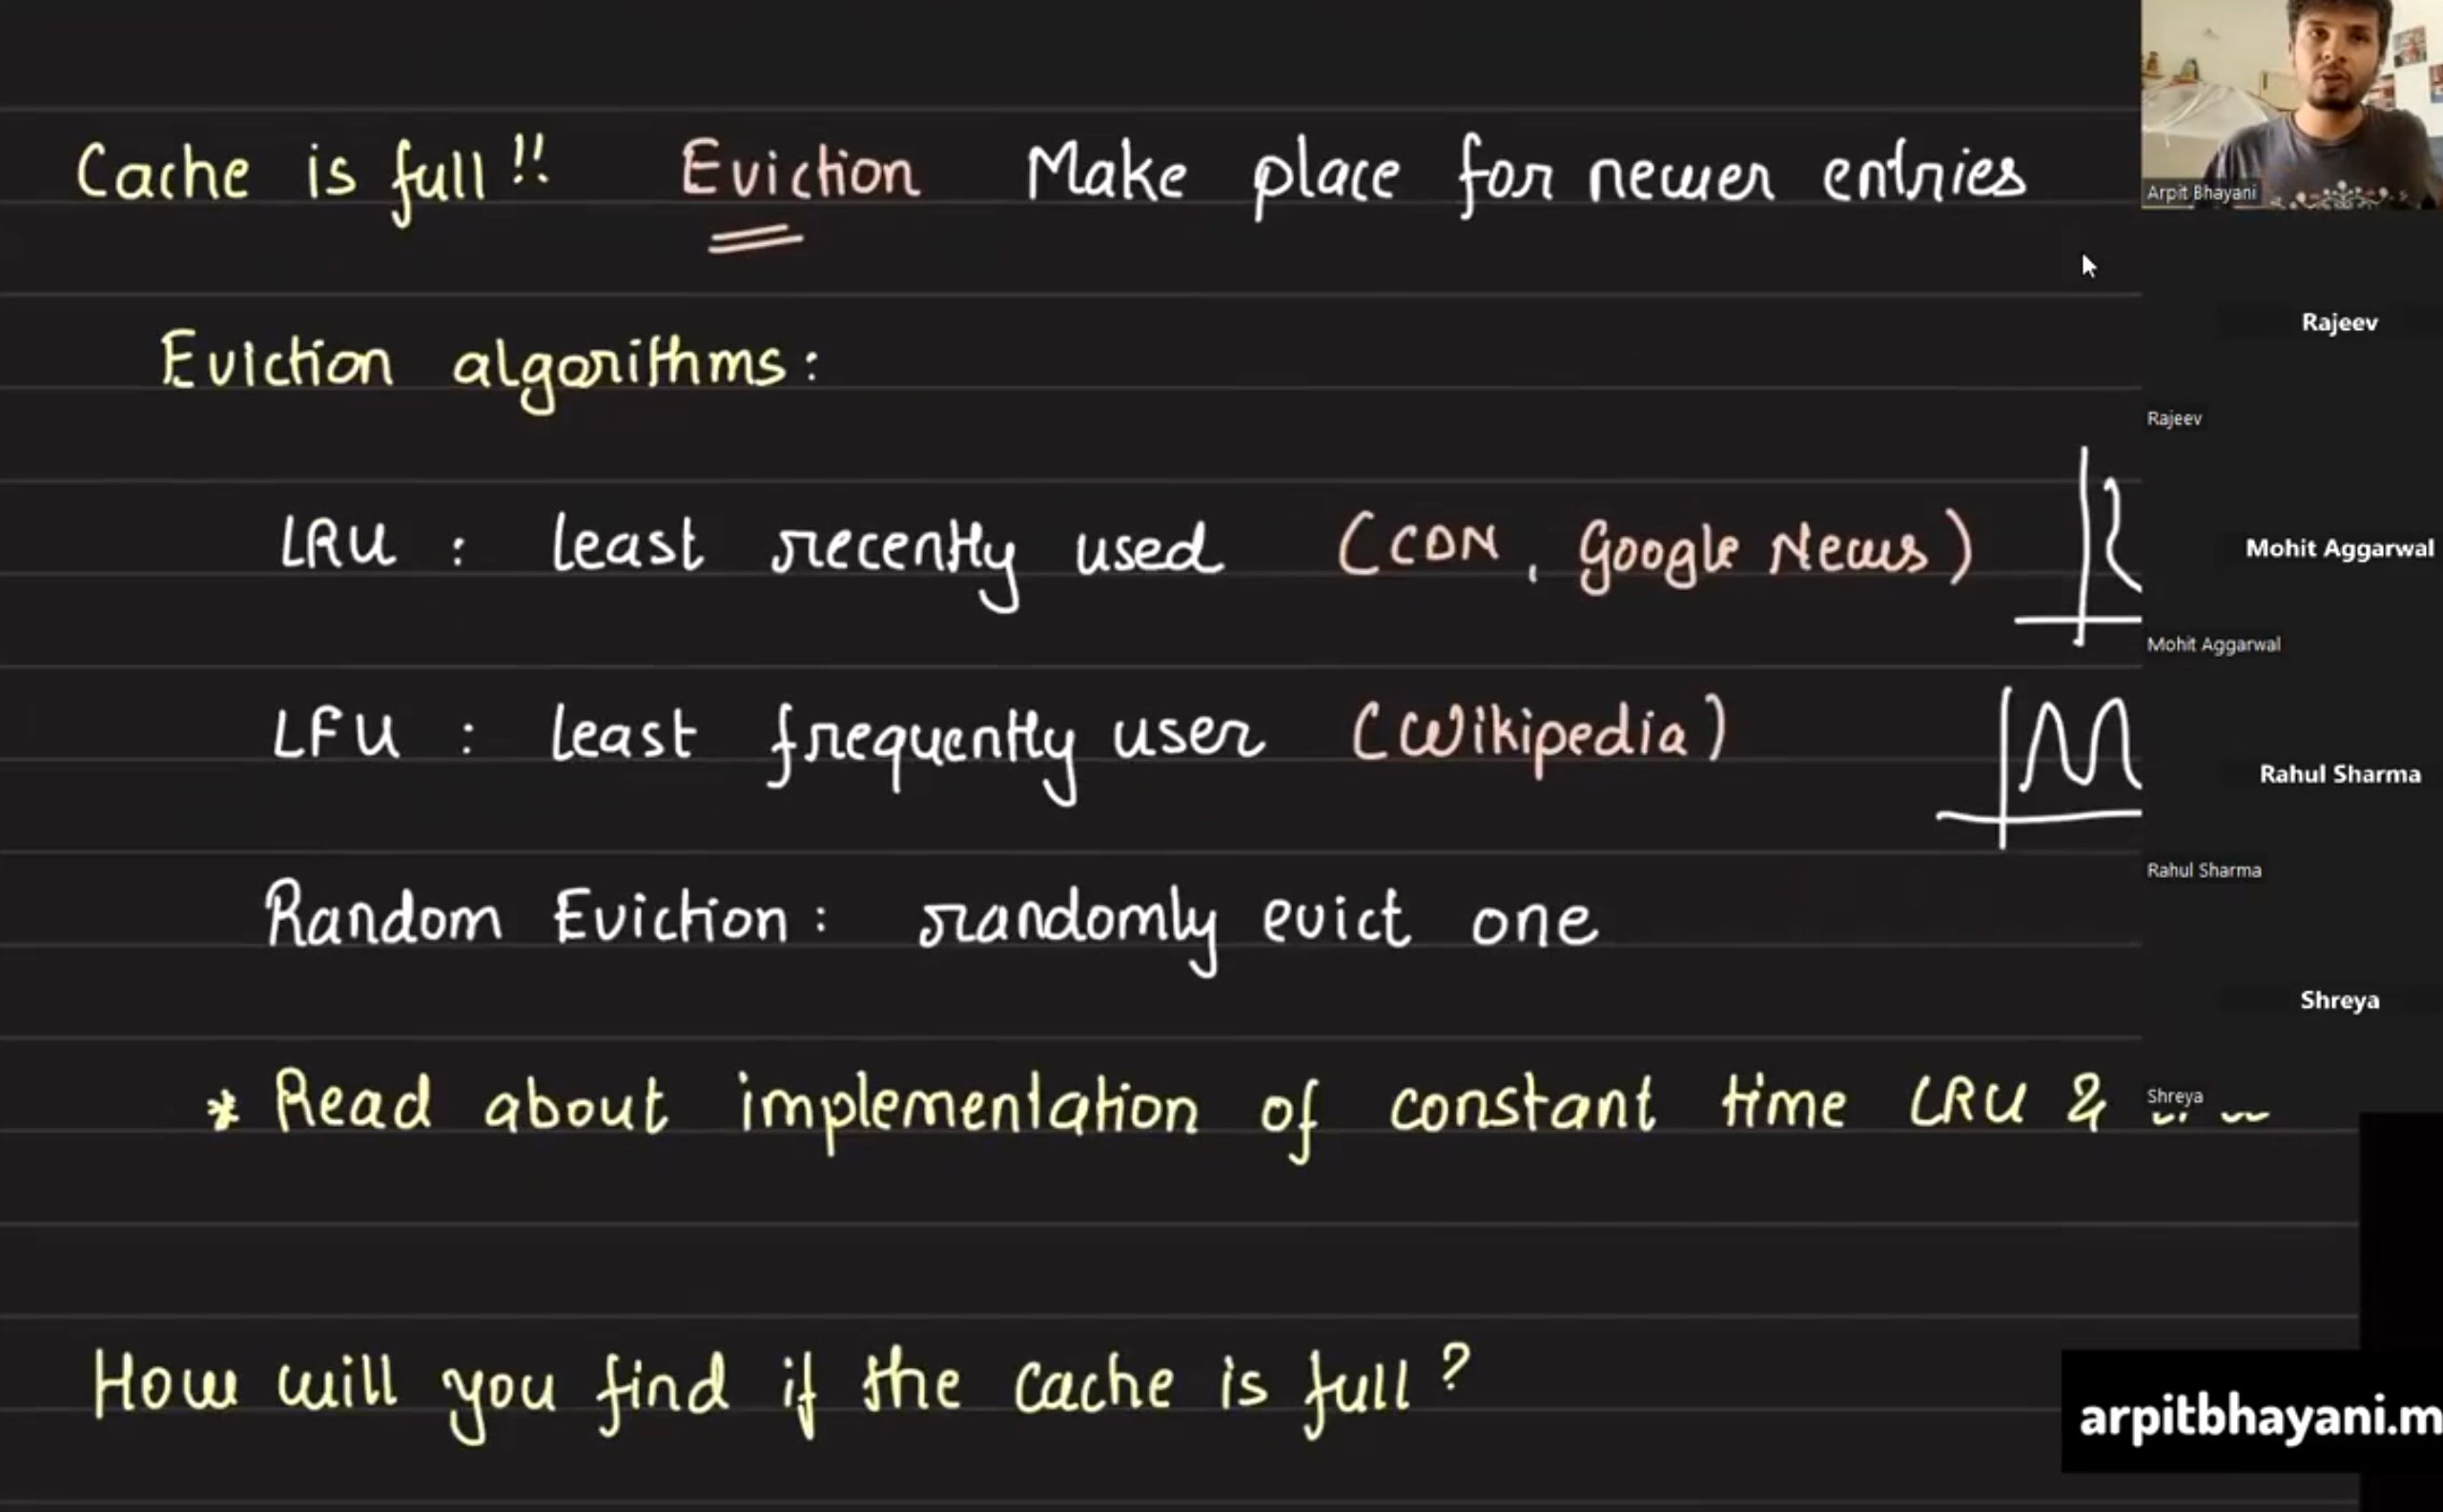 Cache is full!! Eviction Make place for newer entries
Arpit Bhayani
Eviction algorithms:
Rajeev
Rajeev
LRU : least recently used (CDN, Google News)
Mohit Aggarwal
Mohit Aggarwal
LFU : least frequently user (Wikipedia)
Rahul Sharma
Rahul Sharma
Random Eviction: randomly evict one
Shreya
Shreya
* Read about implementation of constant time LRU &
How will you find if the cache is full?
arpitbhayani.m